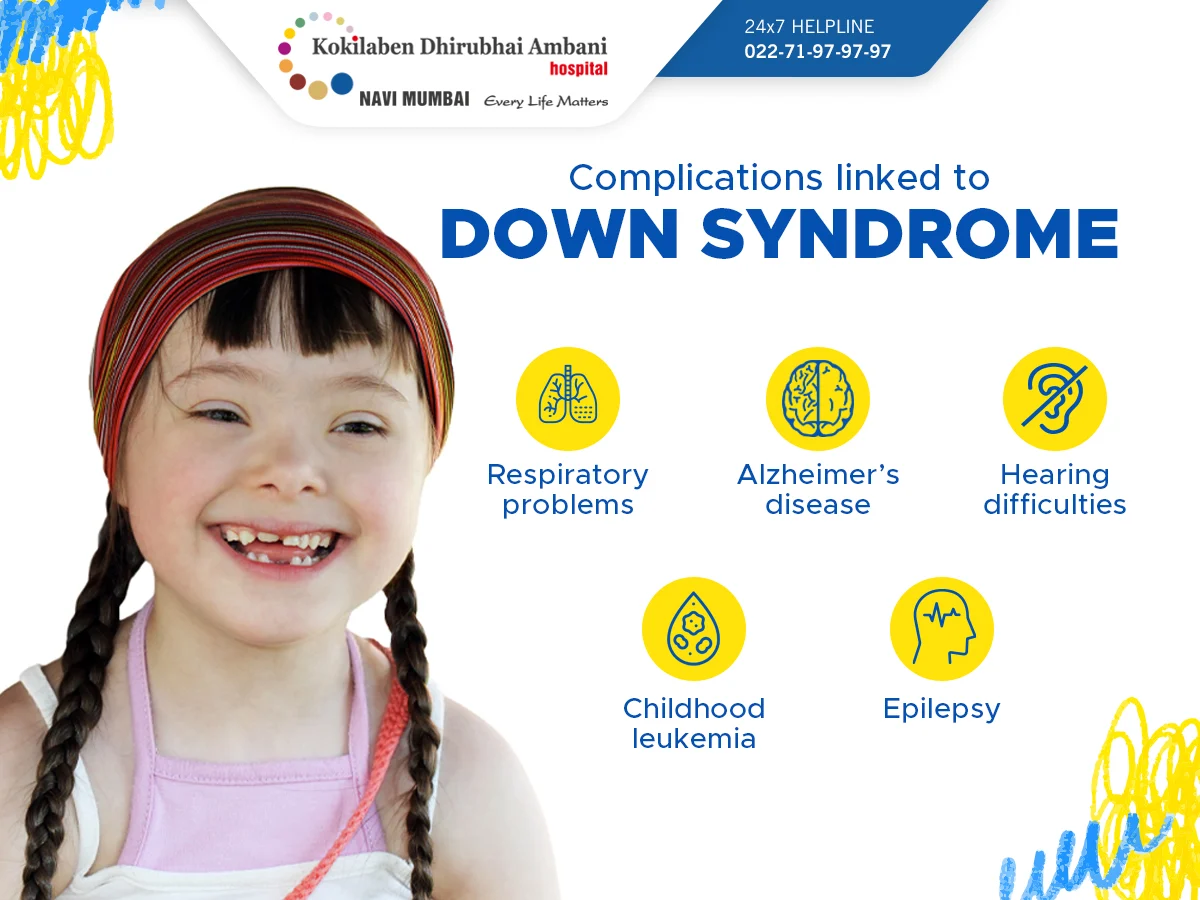 Kokilaben Dhirubhai Ambani
hospital
NAVI MUMBAI Every Life Matters
24x7 HELPLINE
022-71-97-97-97
Complications linked to
DOWN SYNDROME
Respiratory
problems
Alzheimer’s
disease
Hearing
difficulties
Childhood
leukemia
Epilepsy